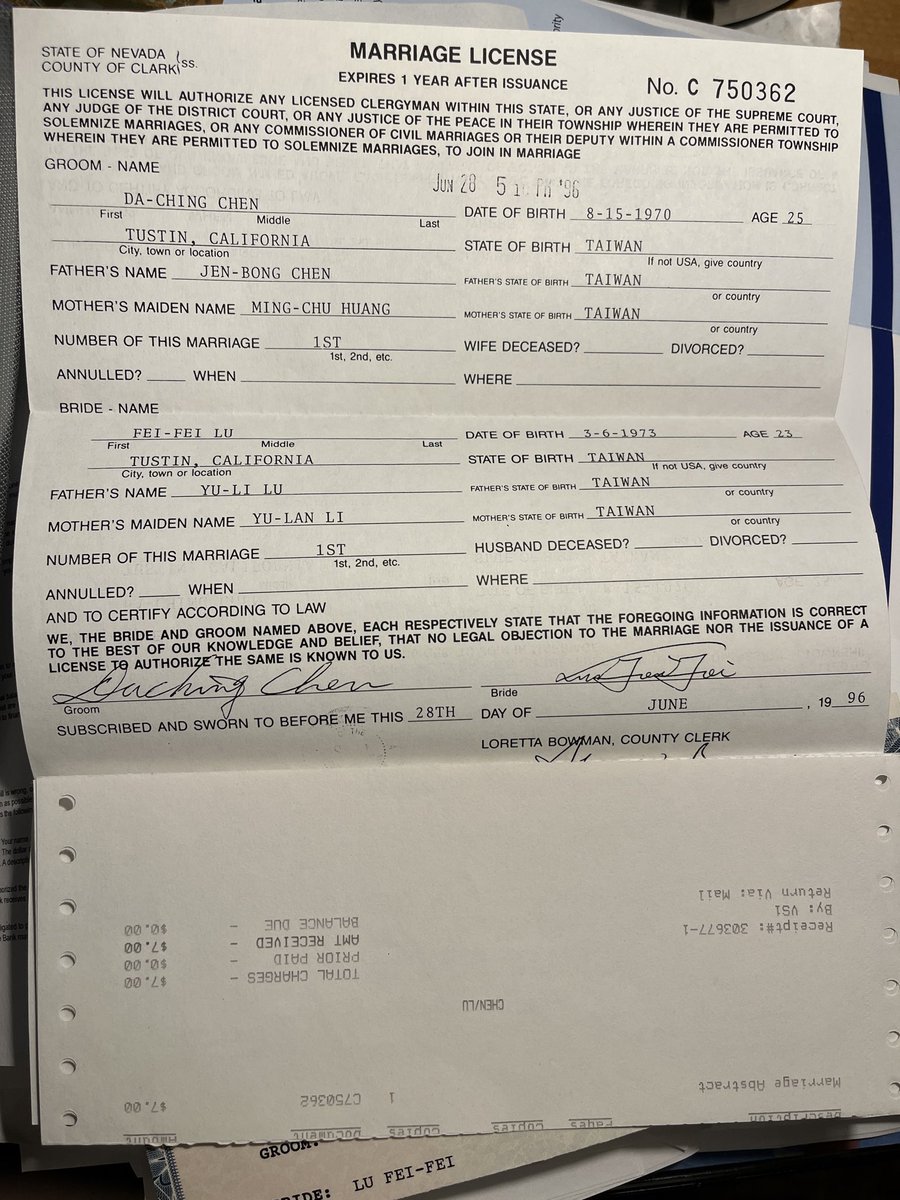 STATE OF NEVADA
COUNTY OF CLARK } SS.
MARRIAGE LICENSE
EXPIRES 1 YEAR AFTER ISSUANCE
No. C 750362
THIS LICENSE WILL AUTHORIZE ANY LICENSED CLERGYMAN WITHIN THIS STATE, OR ANY JUSTICE OF THE SUPREME COURT,
ANY JUDGE OF THE DISTRICT COURT, OR ANY JUSTICE OF THE PEACE IN THEIR TOWNSHIP WHEREIN THEY ARE PERMITTED TO
SOLEMNIZE MARRIAGES, OR ANY COMMISSIONER OF CIVIL MARRIAGES OR THEIR DEPUTY WITHIN A COMMISSIONER TOWNSHIP
WHEREIN THEY ARE PERMITTED TO SOLEMNIZE MARRIAGES, TO JOIN IN MARRIAGE
GROOM - NAME
JUN 28 5 PM '96
DA-CHING CHEN DATE OF BIRTH 8-15-1970 AGE 25
First Middle Last
TUSTIN, CALIFORNIA STATE OF BIRTH TAIWAN
City, town or location If not USA, give country
FATHER'S NAME JEN-BONG CHEN FATHER'S STATE OF BIRTH TAIWAN
or country
MOTHER'S MAIDEN NAME MING-CHU HUANG MOTHER'S STATE OF BIRTH TAIWAN
or country
NUMBER OF THIS MARRIAGE 1ST WIFE DECEASED? DIVORCED?
1st, 2nd, etc.
ANNULLED? WHEN WHERE
BRIDE - NAME
FEI-FEI LU DATE OF BIRTH 3-6-1973 AGE 23
First Middle Last
TUSTIN, CALIFORNIA STATE OF BIRTH TAIWAN
City, town or location If not USA, give country
FATHER'S NAME YU-LI LU FATHER'S STATE OF BIRTH TAIWAN
or country
MOTHER'S MAIDEN NAME YU-LAN LI MOTHER'S STATE OF BIRTH TAIWAN
or country
NUMBER OF THIS MARRIAGE 1ST HUSBAND DECEASED? DIVORCED?
1st, 2nd, etc.
ANNULLED? WHEN WHERE
AND TO CERTIFY ACCORDING TO LAW
WE, THE BRIDE AND GROOM NAMED ABOVE, EACH RESPECTIVELY STATE THAT THE FOREGOING INFORMATION IS CORRECT
TO THE BEST OF OUR KNOWLEDGE AND BELIEF, THAT NO LEGAL OBJECTION TO THE MARRIAGE NOR THE ISSUANCE OF A
LICENSE TO AUTHORIZE THE SAME IS KNOWN TO US.
Daching Chen Lu Fei Fei
Groom Bride
SUBSCRIBED AND SWORN TO BEFORE ME THIS 28TH DAY OF JUNE, 19 96
LORETTA BOWMAN, COUNTY CLERK
Description Pages Copies Copies Document Amount
Marriage Abstract 1 C750362 $7.00
CHEN/LU
TOTAL CHARGES - $7.00
PRIOR PAID - $0.00
Receipt#: 303677-1 AMT RECEIVED - $7.00
By: VS1 BALANCE DUE - $0.00
Return Via: Mail
GROOM:
BRIDE: LU FEI-FEI